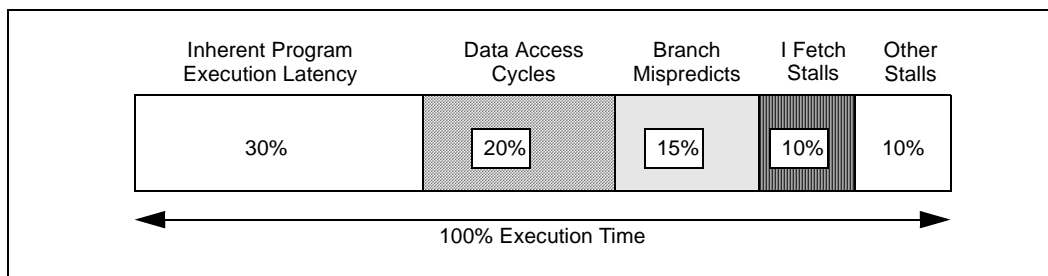 Inherent Program
Execution Latency
Data Access
Cycles
Branch
Mispredicts
I Fetch
Stalls
Other
Stalls
30%
20%
15%
10%
10%
100% Execution Time